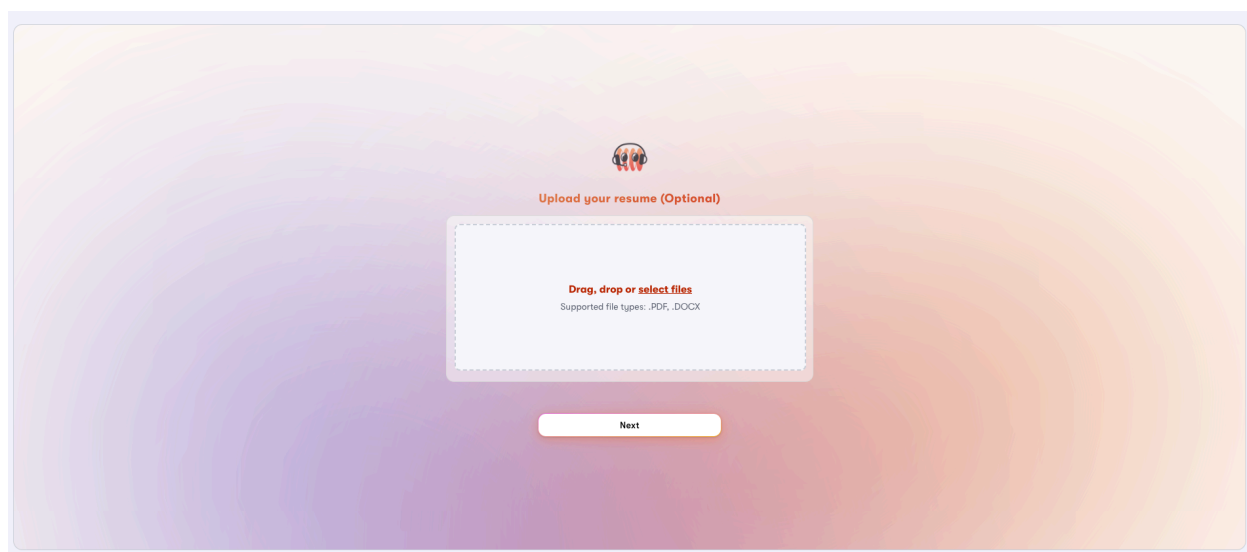 Upload your resume (Optional)
Drag, drop or select files
Supported file types: .PDF, .DOCX
Next